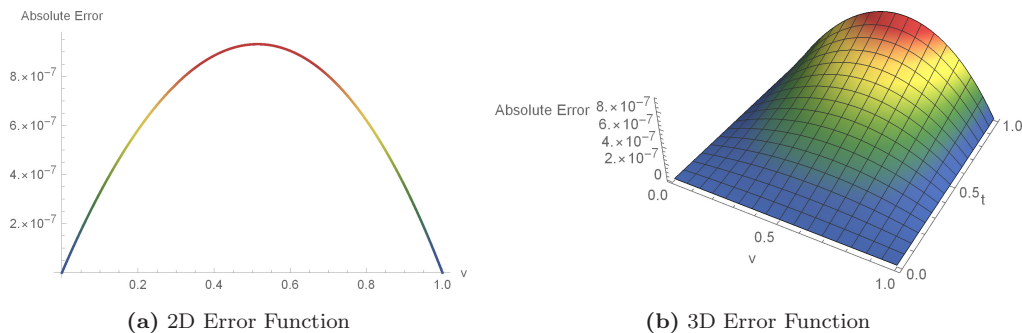 Absolute Error
8.×10⁻⁷
6.×10⁻⁷
4.×10⁻⁷
2.×10⁻⁷
0.2 0.4 0.6 0.8 1.0 v
(a) 2D Error Function
Absolute Error
8.×10⁻⁷
6.×10⁻⁷
4.×10⁻⁷
2.×10⁻⁷
0
0.0
0.5
v
1.0
0.0
0.5
t
1.0
(b) 3D Error Function